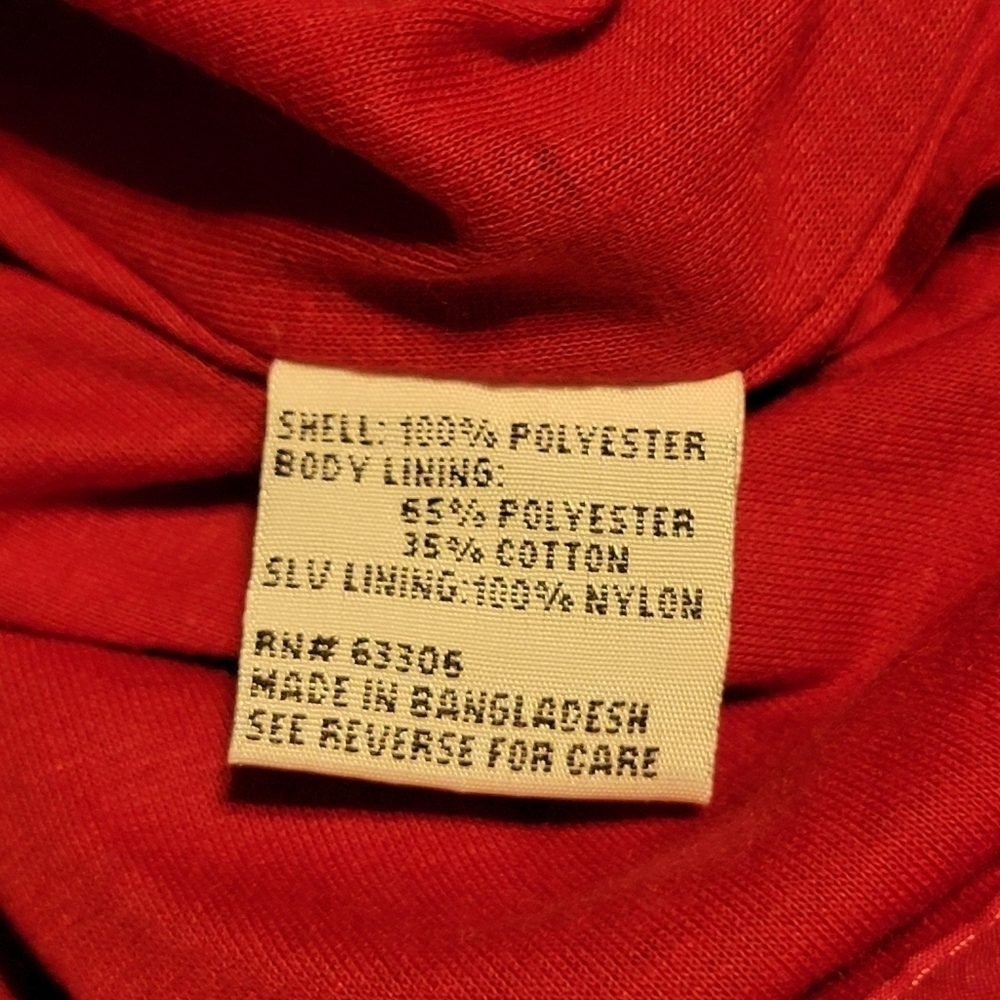 SHELL: 100% POLYESTER
BODY LINING:
65% POLYESTER
35% COTTON
SLV LINING:100% NYLON
RN# 63306
MADE IN BANGLADESH
SEE REVERSE FOR CARE